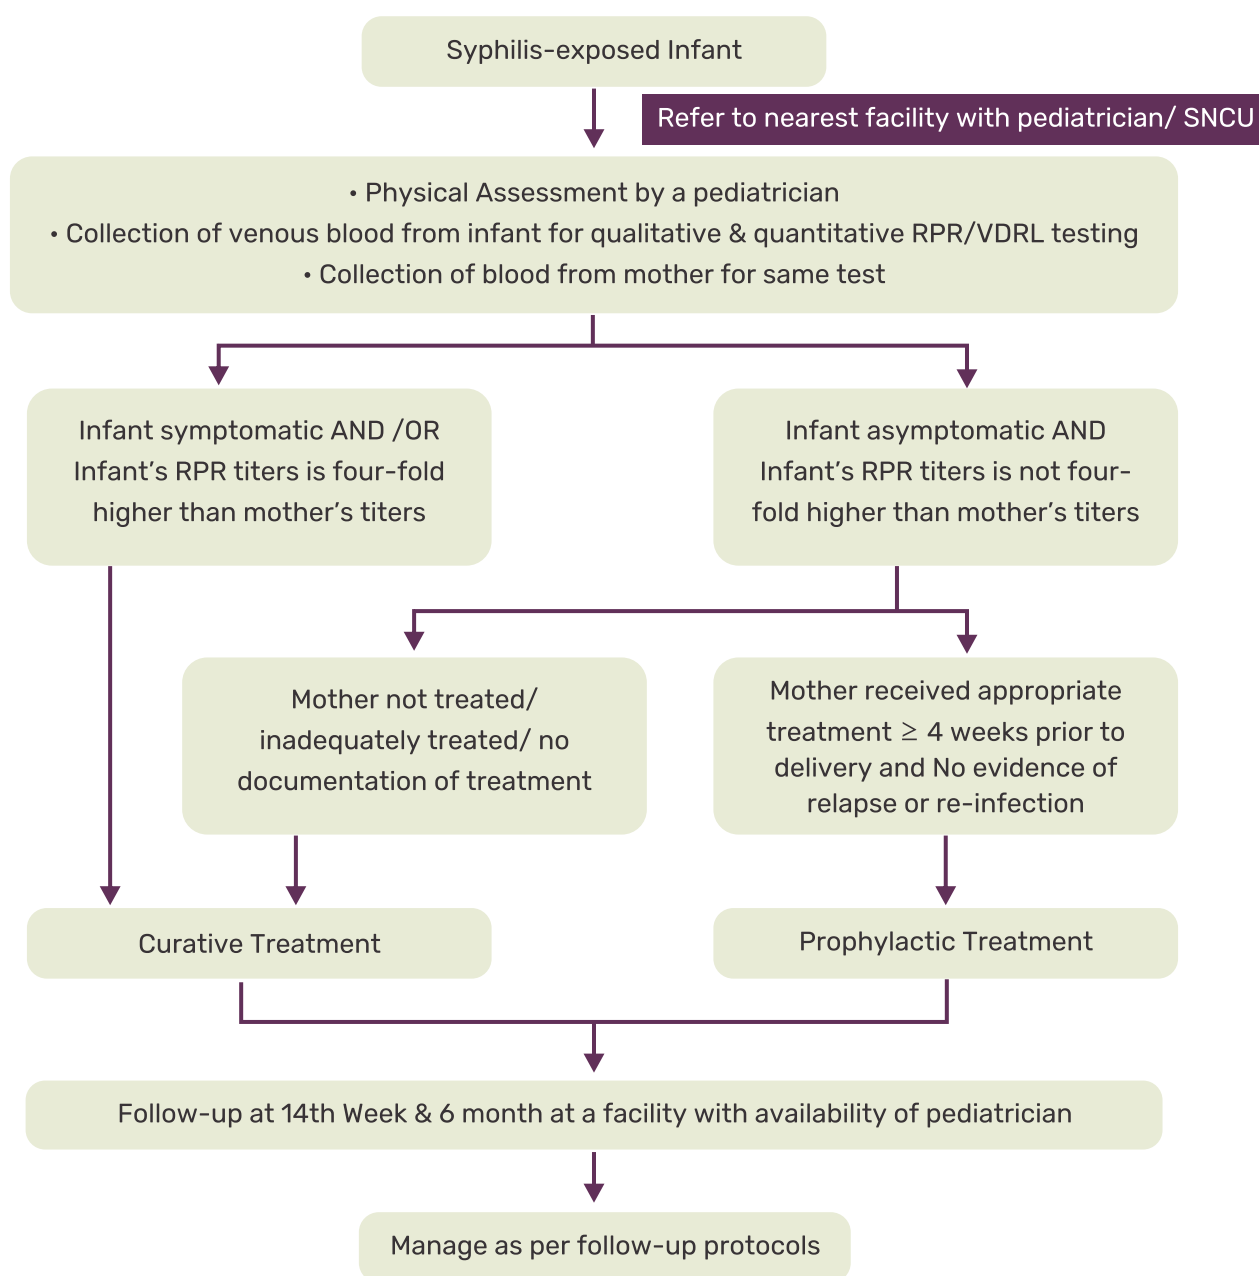 Syphilis-exposed Infant
Refer to nearest facility with pediatrician/ SNCU
• Physical Assessment by a pediatrician
• Collection of venous blood from infant for qualitative & quantitative RPR/VDRL testing
• Collection of blood from mother for same test
Infant symptomatic AND /OR
Infant’s RPR titers is four-fold
higher than mother’s titers
Infant asymptomatic AND
Infant’s RPR titers is not four-
fold higher than mother’s titers
Mother not treated/
inadequately treated/ no
documentation of treatment
Mother received appropriate
treatment ≥ 4 weeks prior to
delivery and No evidence of
relapse or re-infection
Curative Treatment
Prophylactic Treatment
Follow-up at 14th Week & 6 month at a facility with availability of pediatrician
Manage as per follow-up protocols